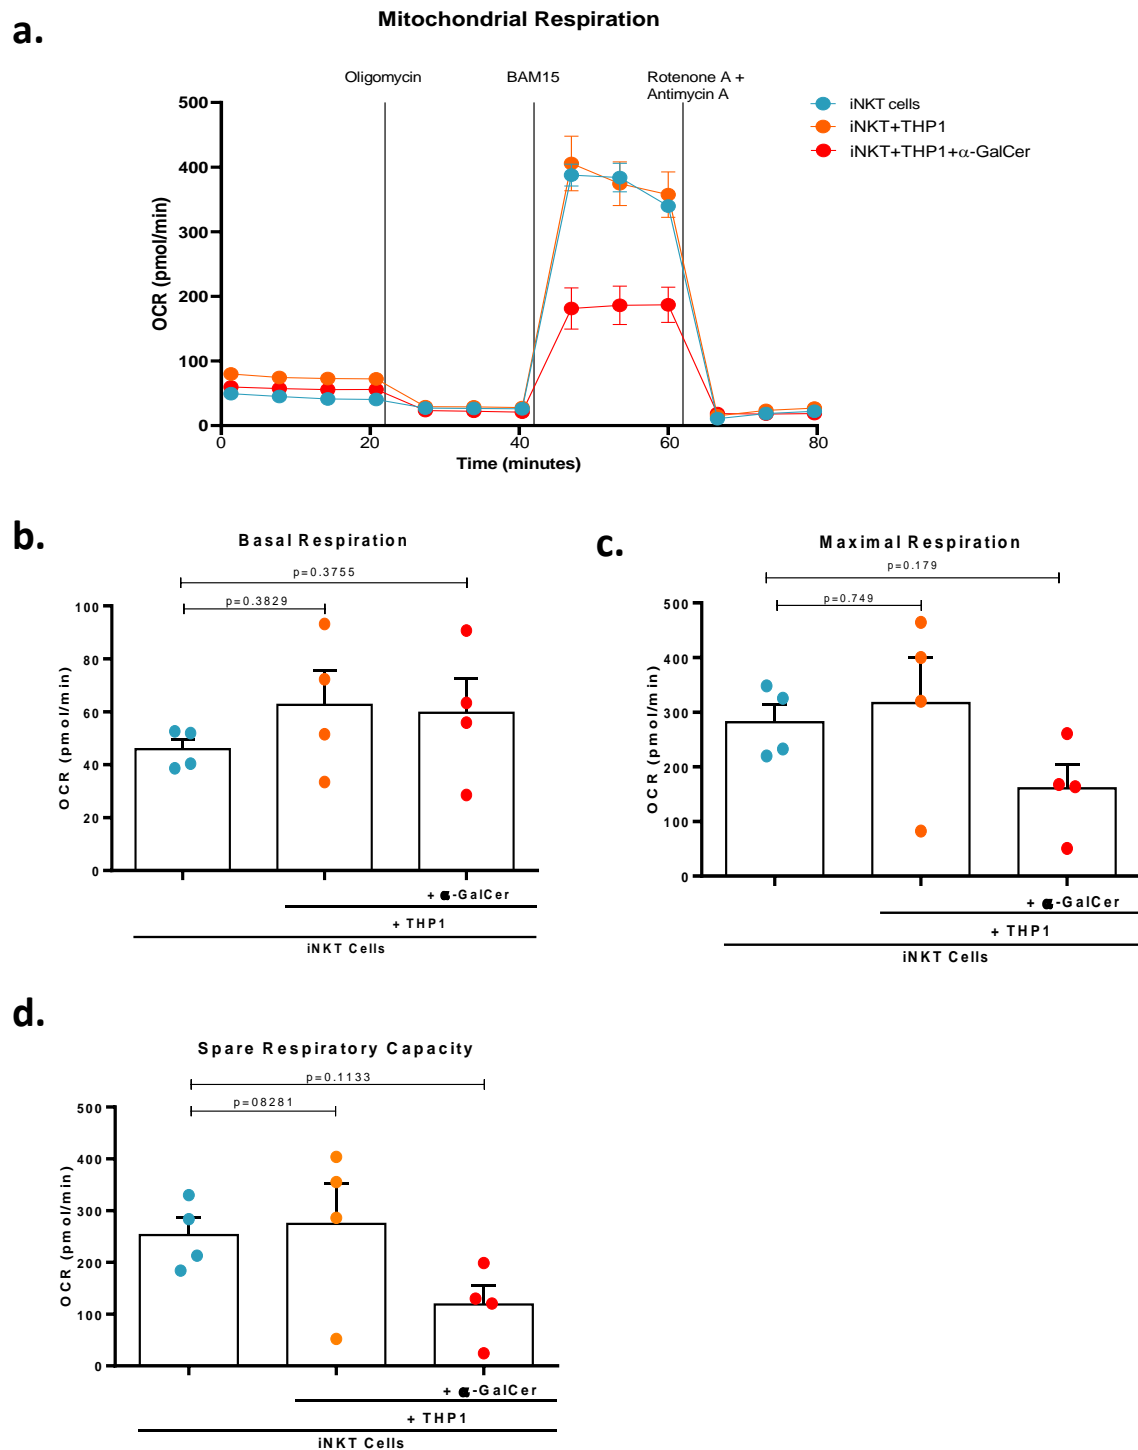 a.
Mitochondrial Respiration
Oligomycin
BAM15
Rotenone A +
Antimycin A
iNKT cells
iNKT+THP1
iNKT+THP1+α-GalCer
500
400
300
200
100
0
OCR (pmol/min)
0 20 40 60 80
Time (minutes)
b.
Basal Respiration
p=0.3755
p=0.3829
100
80
60
40
20
0
OCR (pmol/min)
+ α-GalCer
+ THP1
iNKT Cells
c.
Maximal Respiration
p=0.179
p=0.749
500
400
300
200
100
0
OCR (pmol/min)
+ α-GalCer
+ THP1
iNKT Cells
d.
Spare Respiratory Capacity
p=0.1133
p=08281
500
400
300
200
100
0
OCR (pmol/min)
+ α-GalCer
+ THP1
iNKT Cells